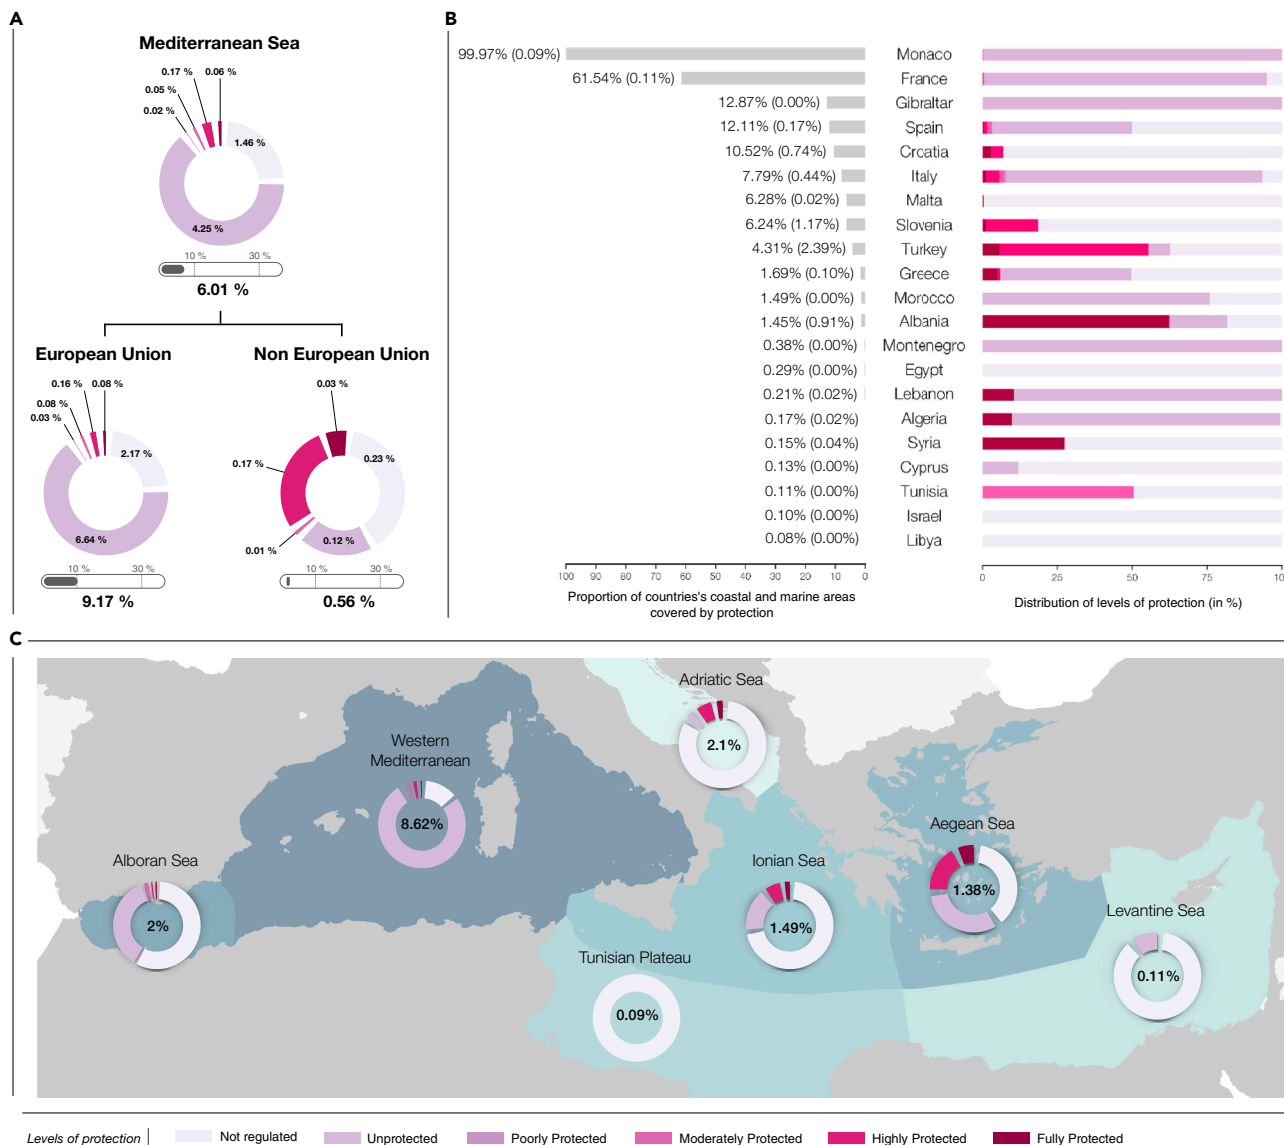 A
Mediterranean Sea
0.17 %
0.06 %
0.05 %
0.02 %
1.46 %
4.25 %
10 %
30 %
6.01 %
European Union
0.16 %
0.08 %
0.08 %
0.03 %
2.17 %
6.64 %
10 %
30 %
9.17 %
Non European Union
0.03 %
0.17 %
0.23 %
0.01 %
0.12 %
10 %
30 %
0.56 %
B
99.97% (0.09%) Monaco
61.54% (0.11%) France
12.87% (0.00%) Gibraltar
12.11% (0.17%) Spain
10.52% (0.74%) Croatia
7.79% (0.44%) Italy
6.28% (0.02%) Malta
6.24% (1.17%) Slovenia
4.31% (2.39%) Turkey
1.69% (0.10%) Greece
1.49% (0.00%) Morocco
1.45% (0.91%) Albania
0.38% (0.00%) Montenegro
0.29% (0.00%) Egypt
0.21% (0.02%) Lebanon
0.17% (0.02%) Algeria
0.15% (0.04%) Syria
0.13% (0.00%) Cyprus
0.11% (0.00%) Tunisia
0.10% (0.00%) Israel
0.08% (0.00%) Libya
100 90 80 70 60 50 40 30 20 10 0
Proportion of countries's coastal and marine areas
covered by protection
0 25 50 75 10
Distribution of levels of protection (in %)
C
Adriatic Sea
2.1%
Western
Mediterranean
8.62%
Aegean Sea
1.38%
Alboran Sea
2%
Ionian Sea
1.49%
Levantine Sea
0.11%
Tunisian Plateau
0.09%
Levels of protection Not regulated Unprotected Poorly Protected Moderately Protected Highly Protected Fully Protected